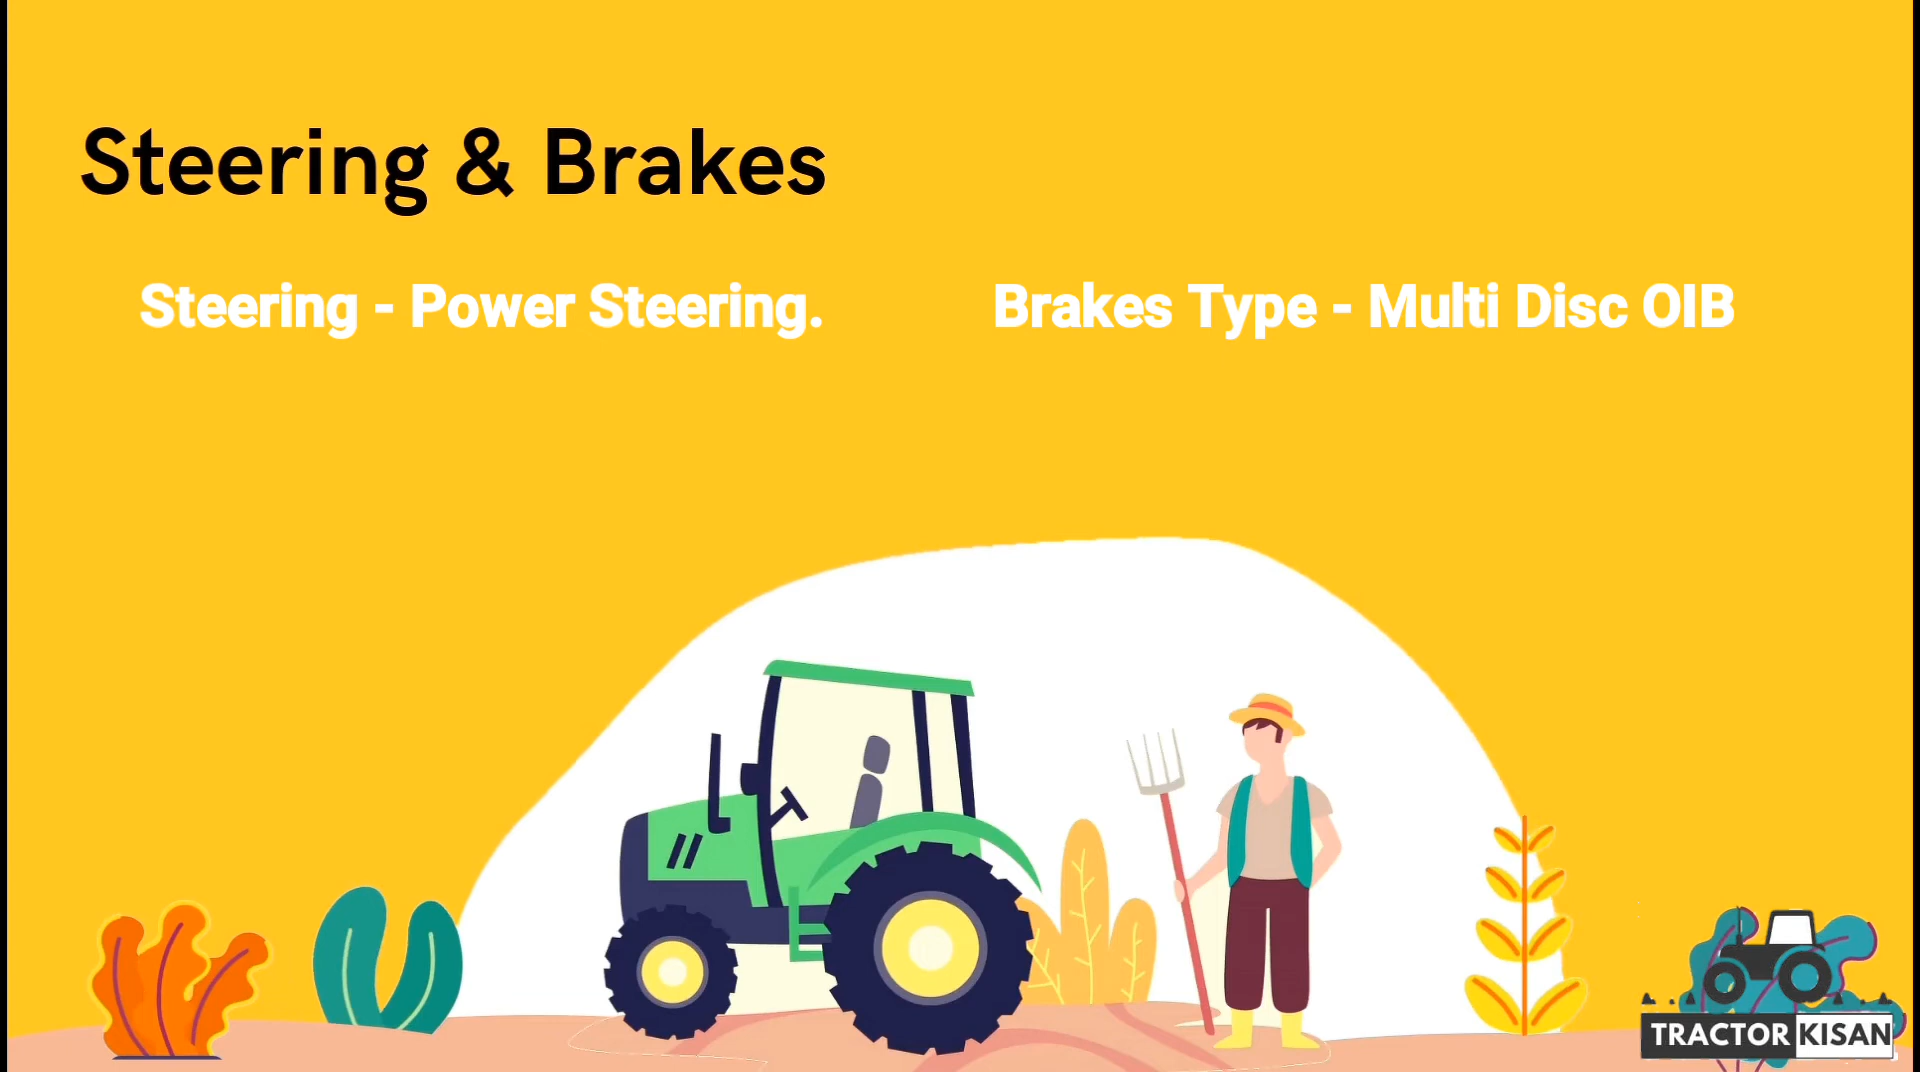 Steering & Brakes
Steering - Power Steering.
Brakes Type - Multi Disc OIB
TRACTOR KISAN